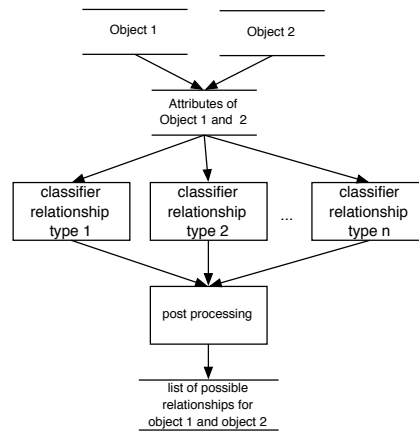 Object 1
Object 2
Attributes of
Object 1 and 2
classifier
relationship
type 1
classifier
relationship
type 2
...
classifier
relationship
type n
post processing
list of possible
relationships for
object 1 and object 2